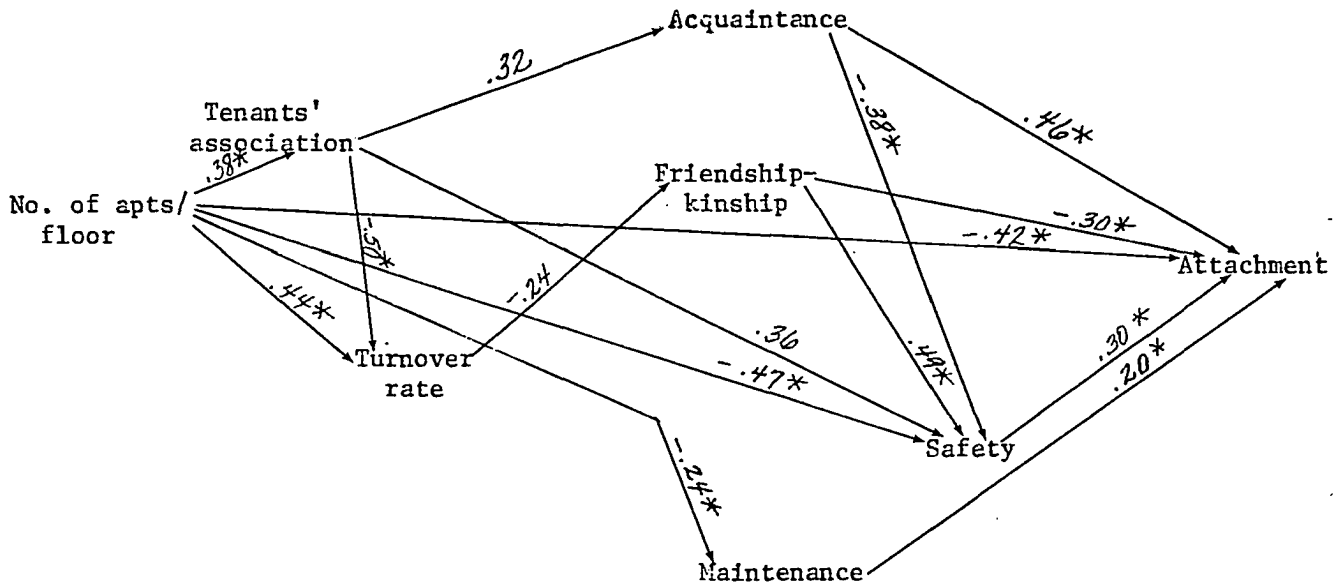 Acquaintance
.32
Tenants'
association
-.38*
.46*
.38*
Friendship-
kinship
No. of apts/
floor
-.30*
-.42*
-.50*
Attachment
.44*
-.24
.36
.30*
Turnover
rate
-.47*
.49*
.20*
Safety
-.24*
Maintenance